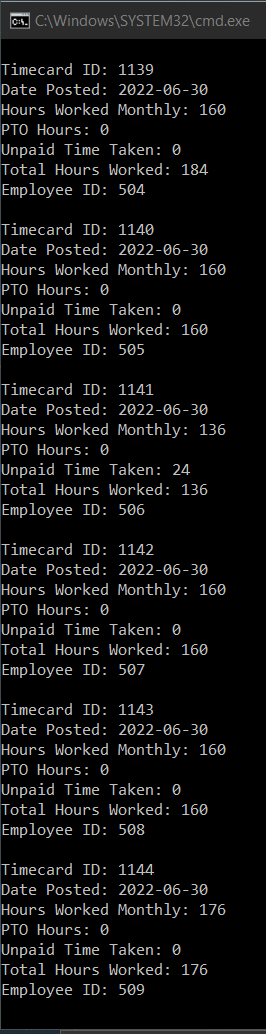 C:\Windows\SYSTEM32\cmd.exe
Timecard ID: 1139
Date Posted: 2022-06-30
Hours Worked Monthly: 160
PTO Hours: 0
Unpaid Time Taken: 0
Total Hours Worked: 184
Employee ID: 504
Timecard ID: 1140
Date Posted: 2022-06-30
Hours Worked Monthly: 160
PTO Hours: 0
Unpaid Time Taken: 0
Total Hours Worked: 160
Employee ID: 505
Timecard ID: 1141
Date Posted: 2022-06-30
Hours Worked Monthly: 136
PTO Hours: 0
Unpaid Time Taken: 24
Total Hours Worked: 136
Employee ID: 506
Timecard ID: 1142
Date Posted: 2022-06-30
Hours Worked Monthly: 160
PTO Hours: 0
Unpaid Time Taken: 0
Total Hours Worked: 160
Employee ID: 507
Timecard ID: 1143
Date Posted: 2022-06-30
Hours Worked Monthly: 160
PTO Hours: 0
Unpaid Time Taken: 0
Total Hours Worked: 160
Employee ID: 508
Timecard ID: 1144
Date Posted: 2022-06-30
Hours Worked Monthly: 176
PTO Hours: 0
Unpaid Time Taken: 0
Total Hours Worked: 176
Employee ID: 509